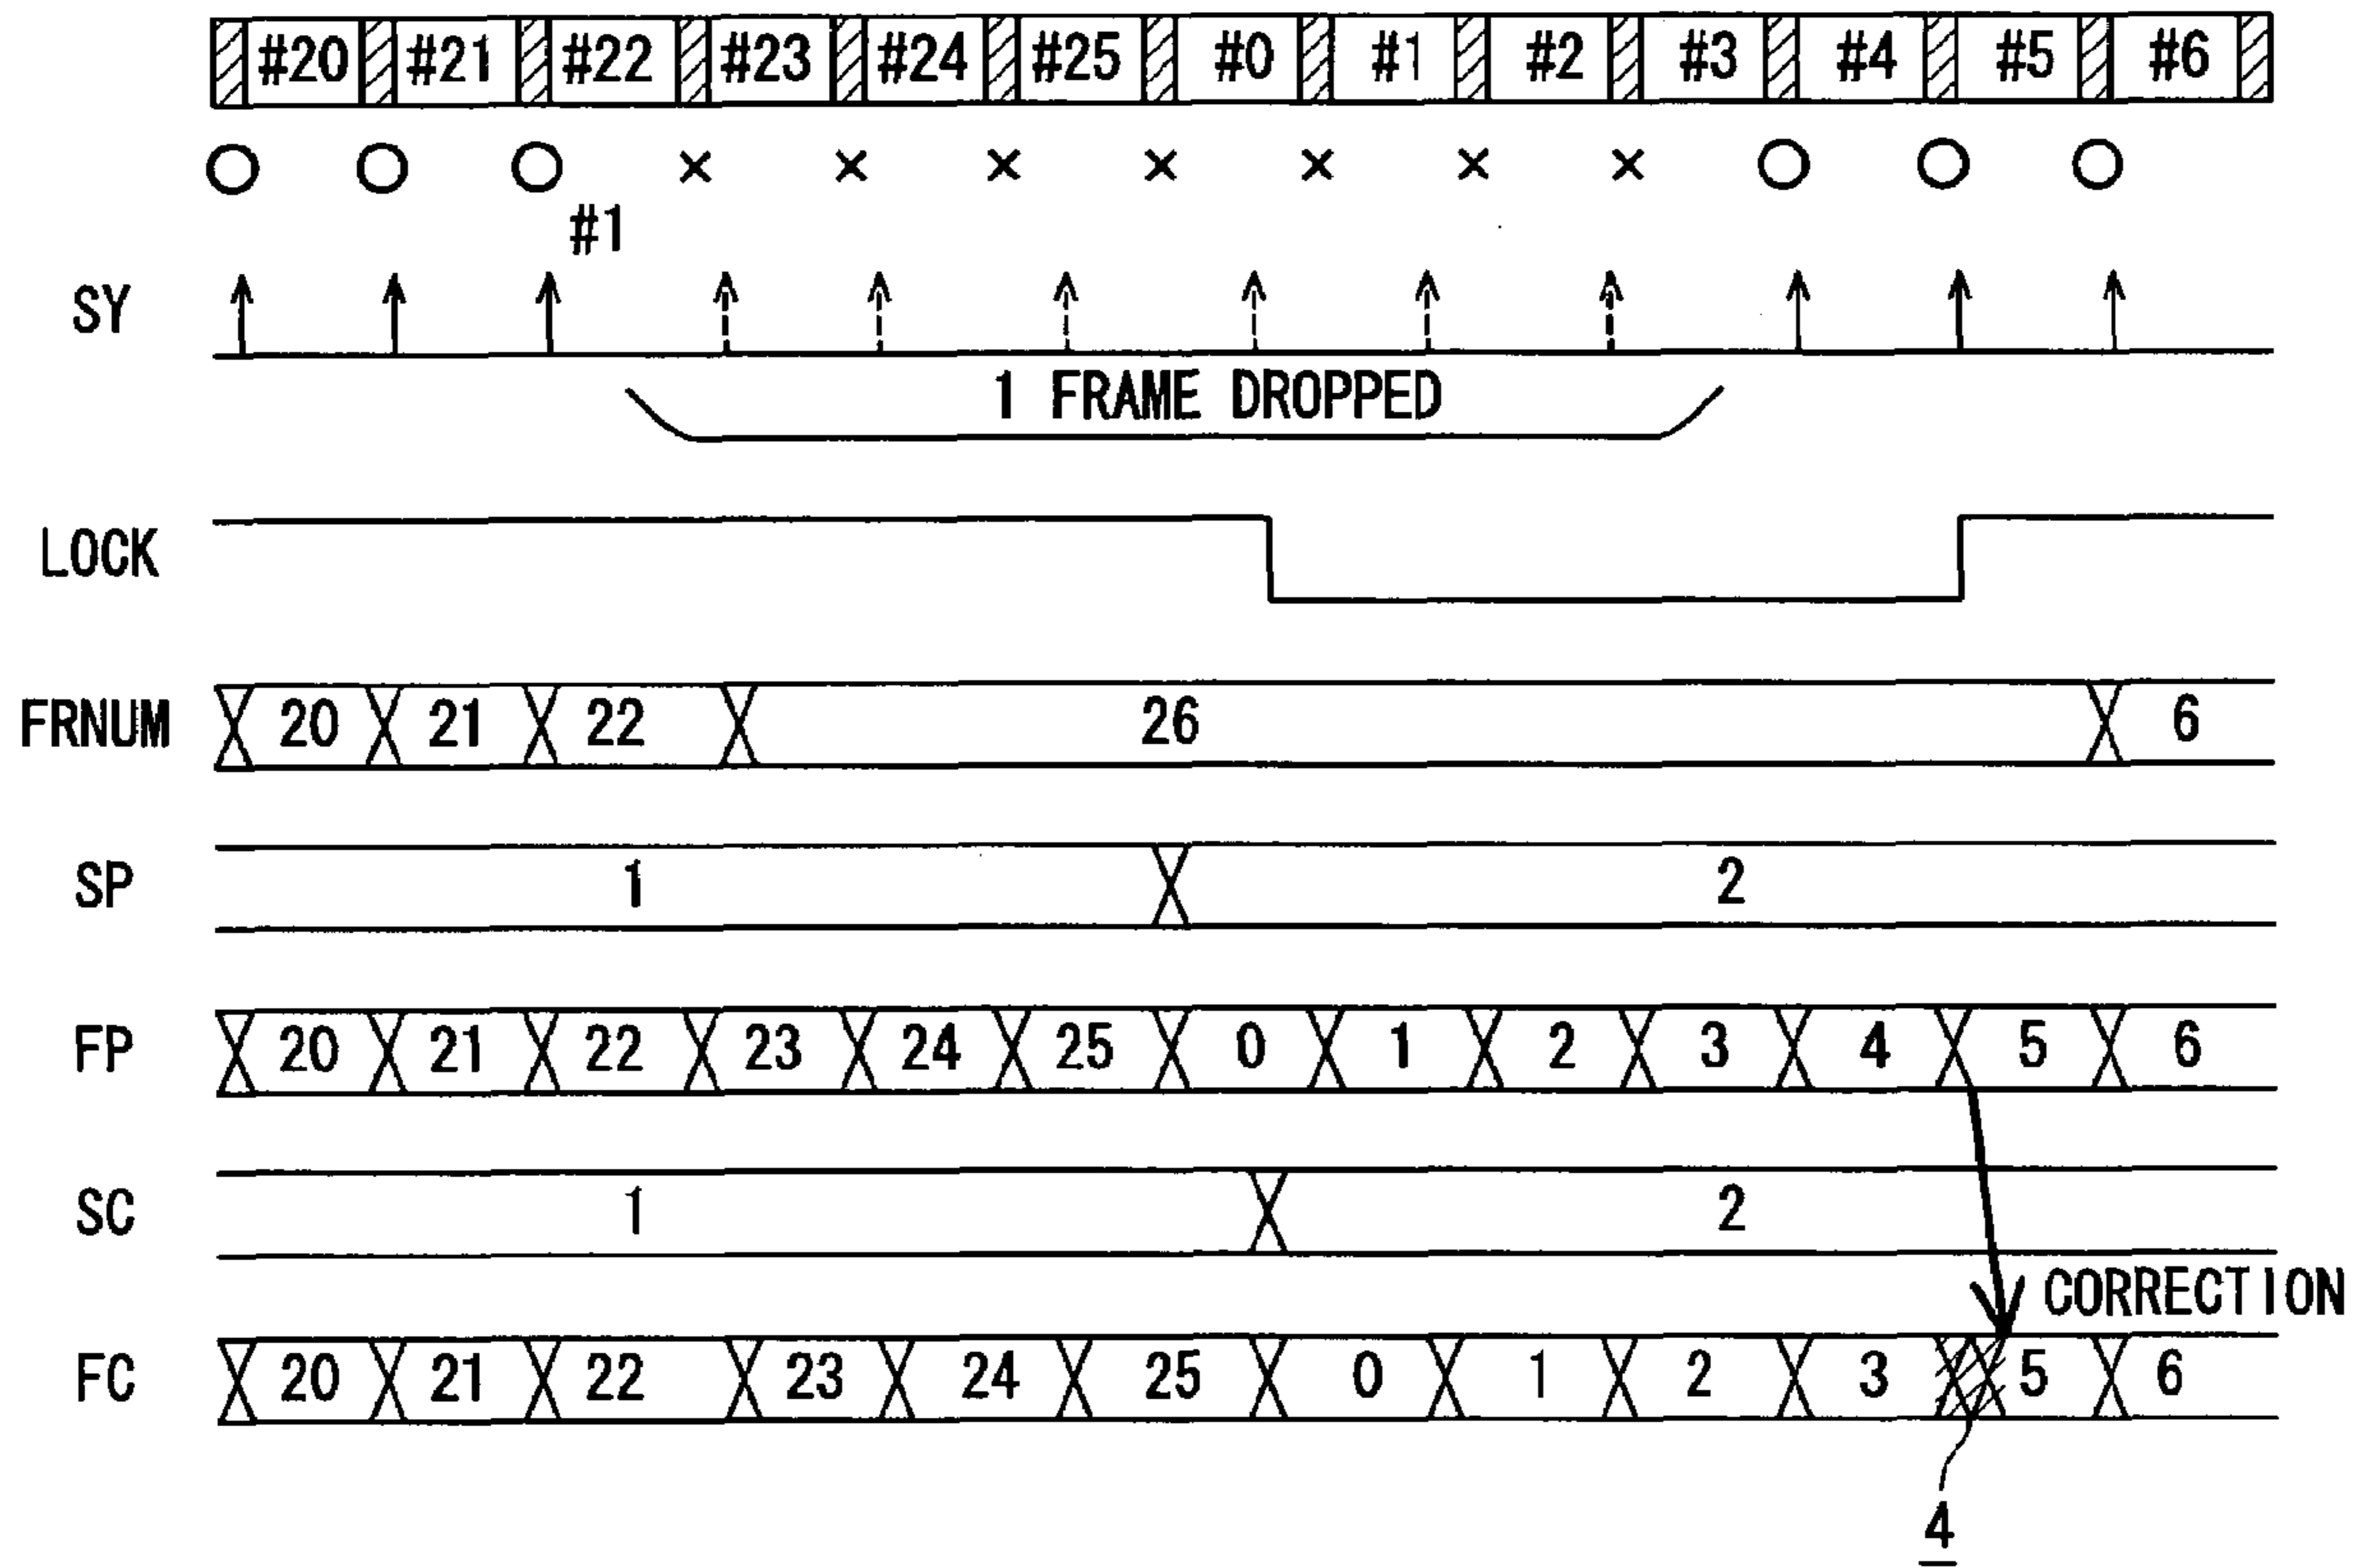 #20 #21 #22 #23 #24 #25 #0 #1 #2 #3 #4 #5 #6
#1
SY
1 FRAME DROPPED
LOCK
FRNUM 20 21 22 26 6
SP 1 2
FP 20 21 22 23 24 25 0 1 2 3 4 5 6
SC 1 2
CORRECTION
FC 20 21 22 23 24 25 0 1 2 3 5 6
4